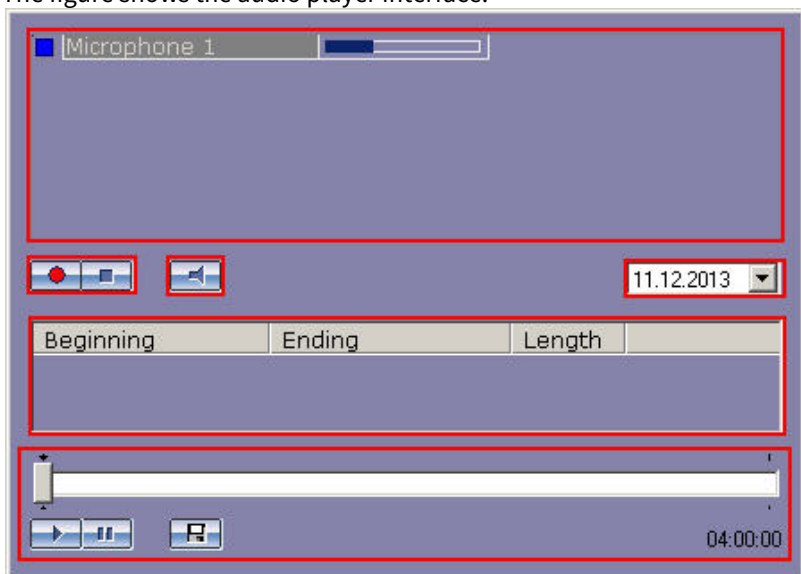 The figure shows the audio player interface.
Microphone 1
11.12.2013
Beginning Ending Length
04:00:00